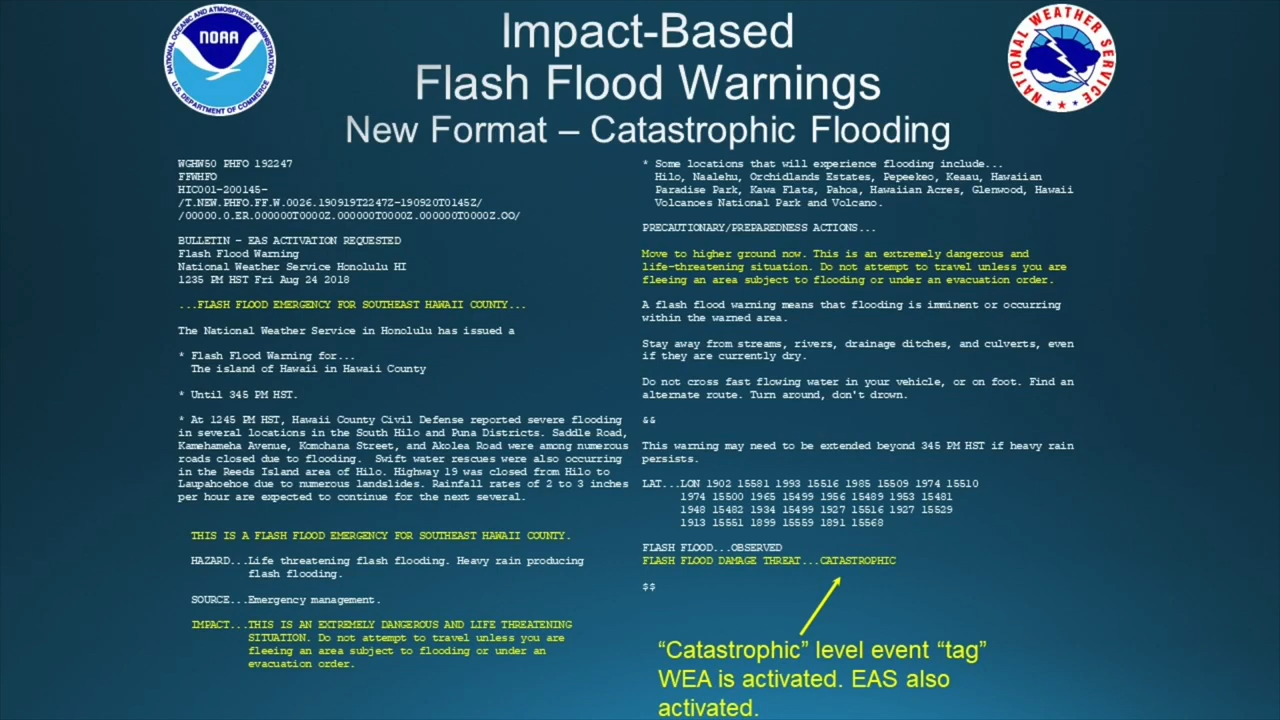 Impact-Based
Flash Flood Warnings
New Format – Catastrophic Flooding
NATIONAL OCEANIC AND ATMOSPHERIC ADMINISTRATION
NOAA
U.S. DEPARTMENT OF COMMERCE
NATIONAL WEATHER SERVICE
WGHW50 PHFO 192247
FFWHFO
HIC001-200145-
/T.NEW.PHFO.FF.W.0026.190919T2247Z-190920T0145Z/
/00000.0.ER.000000T0000Z.000000T0000Z.000000T0000Z.OO/
BULLETIN - EAS ACTIVATION REQUESTED
Flash Flood Warning
National Weather Service Honolulu HI
1235 PM HST Fri Aug 24 2018
...FLASH FLOOD EMERGENCY FOR SOUTHEAST HAWAII COUNTY...
The National Weather Service in Honolulu has issued a
* Flash Flood Warning for...
The island of Hawaii in Hawaii County
* Until 345 PM HST.
* At 1245 PM HST, Hawaii County Civil Defense reported severe flooding
in several locations in the South Hilo and Puna Districts. Saddle Road,
Kamehameha Avenue, Komohana Street, and Akolea Road were among numerous
roads closed due to flooding.  Swift water rescues were also occurring
in the Reeds Island area of Hilo. Highway 19 was closed from Hilo to
Laupahoehoe due to numerous landslides. Rainfall rates of 2 to 3 inches
per hour are expected to continue for the next several.
THIS IS A FLASH FLOOD EMERGENCY FOR SOUTHEAST HAWAII COUNTY.
HAZARD...Life threatening flash flooding. Heavy rain producing
flash flooding.
SOURCE...Emergency management.
IMPACT...THIS IS AN EXTREMELY DANGEROUS AND LIFE THREATENING
SITUATION. Do not attempt to travel unless you are
fleeing an area subject to flooding or under an
evacuation order.
* Some locations that will experience flooding include...
Hilo, Naalehu, Orchidlands Estates, Pepeekeo, Keaau, Hawaiian
Paradise Park, Kawa Flats, Pahoa, Hawaiian Acres, Glenwood, Hawaii
Volcanoes National Park and Volcano.
PRECAUTIONARY/PREPAREDNESS ACTIONS...
Move to higher ground now. This is an extremely dangerous and
life-threatening situation. Do not attempt to travel unless you are
fleeing an area subject to flooding or under an evacuation order.
A flash flood warning means that flooding is imminent or occurring
within the warned area.
Stay away from streams, rivers, drainage ditches, and culverts, even
if they are currently dry.
Do not cross fast flowing water in your vehicle, or on foot. Find an
alternate route. Turn around, don't drown.
&&
This warning may need to be extended beyond 345 PM HST if heavy rain
persists.
LAT...LON 1902 15581 1993 15516 1985 15509 1974 15510
1974 15500 1965 15499 1956 15489 1953 15481
1948 15482 1934 15499 1927 15516 1927 15529
1913 15551 1899 15559 1891 15568
FLASH FLOOD...OBSERVED
FLASH FLOOD DAMAGE THREAT...CATASTROPHIC
$$
“Catastrophic” level event “tag”
WEA is activated. EAS also
activated.